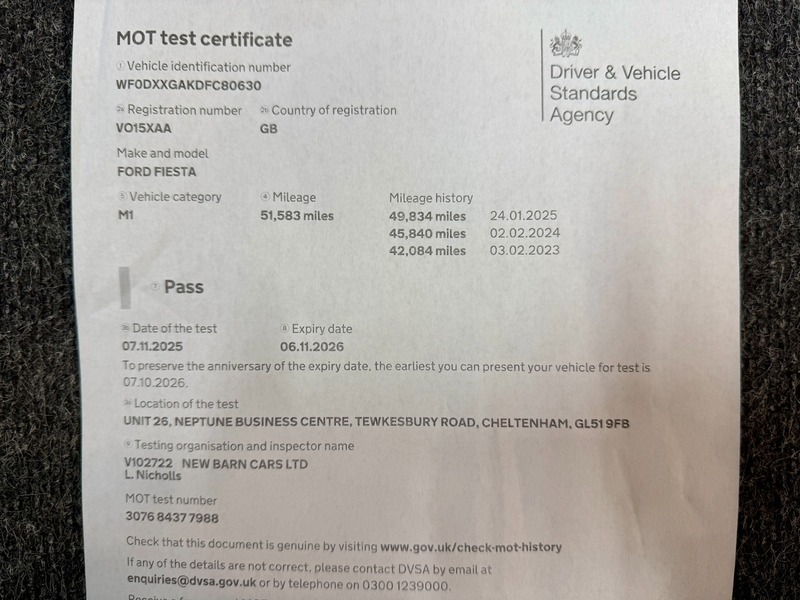 MOT test certificate
Driver & Vehicle
Standards
Agency
Vehicle identification number
WF0DXXGAKDFC80630
Registration number Country of registration
VO15XAA GB
Make and model
FORD FIESTA
Vehicle category Mileage Mileage history
M1 51,583 miles 49,834 miles 24.01.2025
45,840 miles 02.02.2024
42,084 miles 03.02.2023
Pass
Date of the test Expiry date
07.11.2025 06.11.2026
To preserve the anniversary of the expiry date, the earliest you can present your vehicle for test is
07.10.2026.
Location of the test
UNIT 26, NEPTUNE BUSINESS CENTRE, TEWKESBURY ROAD, CHELTENHAM, GL51 9FB
Testing organisation and inspector name
V102722 NEW BARN CARS LTD
L. Nicholls
MOT test number
3076 8437 7988
Check that this document is genuine by visiting www.gov.uk/check-mot-history
If any of the details are not correct, please contact DVSA by email at
enquiries@dvsa.gov.uk or by telephone on 0300 1239000.